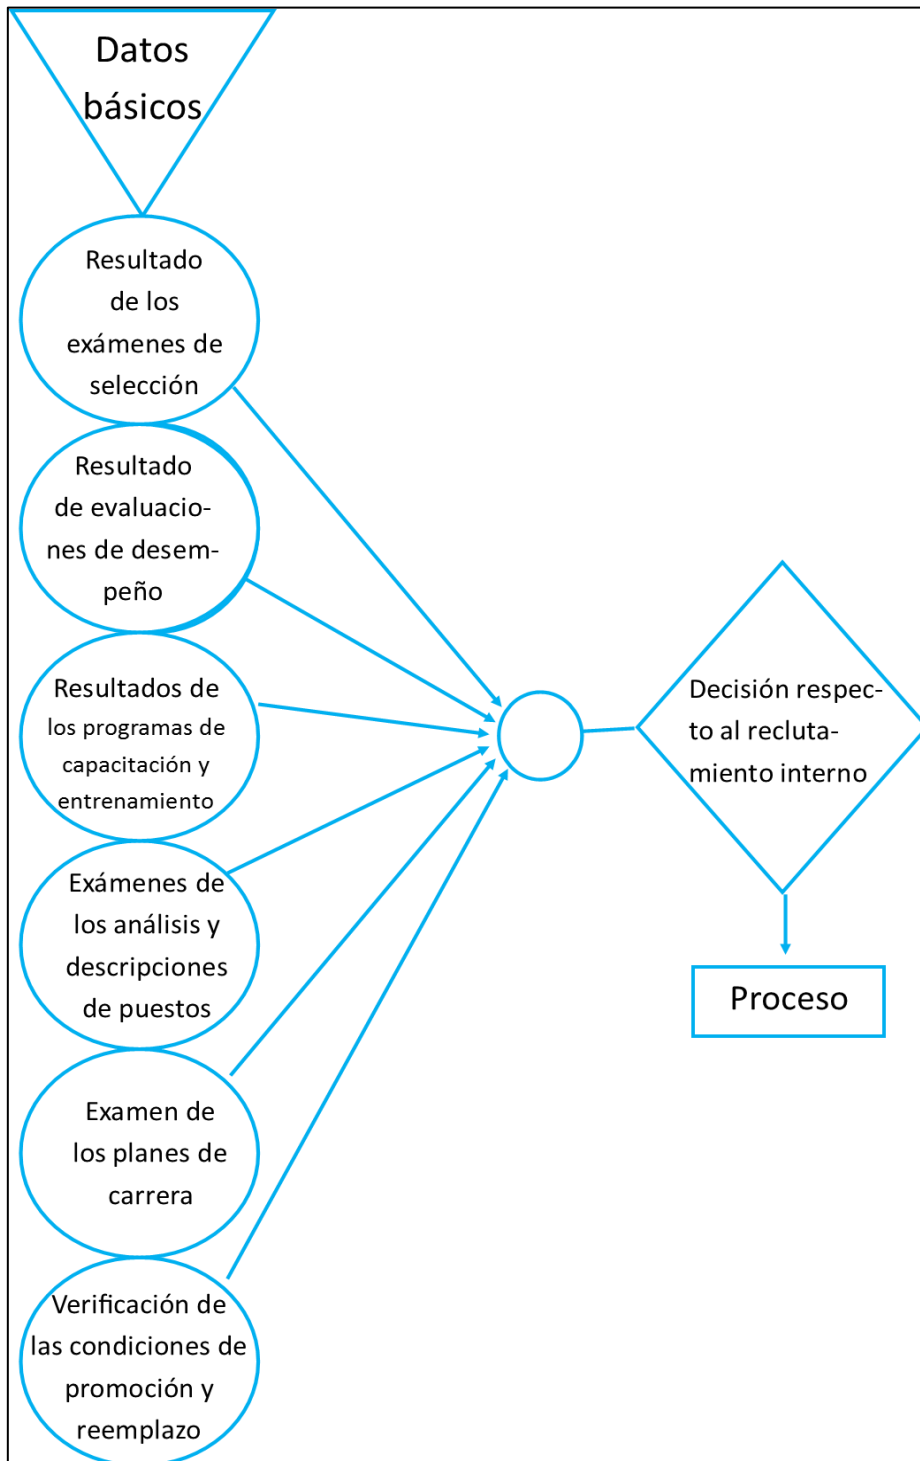 Datos
básicos
Resultado
de los
exámenes de
selección
Resultado
de evaluacio-
nes de desem-
peño
Resultados de
los programas de
capacitación y
entrenamiento
Exámenes de
los análisis y
descripciones
de puestos
Examen de
los planes de
carrera
Verificación de
las condiciones de
promoción y
reemplazo
Decisión respec-
to al recluta-
miento interno
Proceso